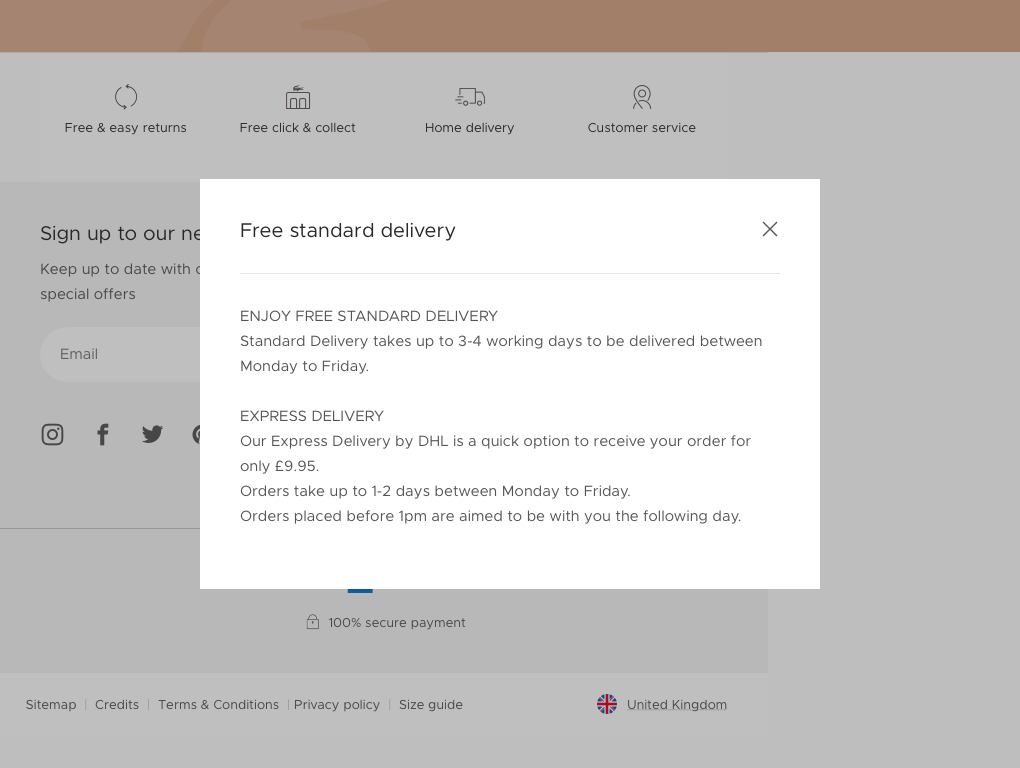 Free & easy returns
Free click & collect
Home delivery
Customer service
Sign up to our
Keep up to date with
special offers
Email
Free standard delivery
ENJOY FREE STANDARD DELIVERY
Standard Delivery takes up to 3-4 working days to be delivered between
Monday to Friday.
EXPRESS DELIVERY
Our Express Delivery by DHL is a quick option to receive your order for
only £9.95.
Orders take up to 1-2 days between Monday to Friday.
Orders placed before 1pm are aimed to be with you the following day.
100% secure payment
Sitemap
Credits
Terms & Conditions
Privacy policy
Size guide
United Kingdom